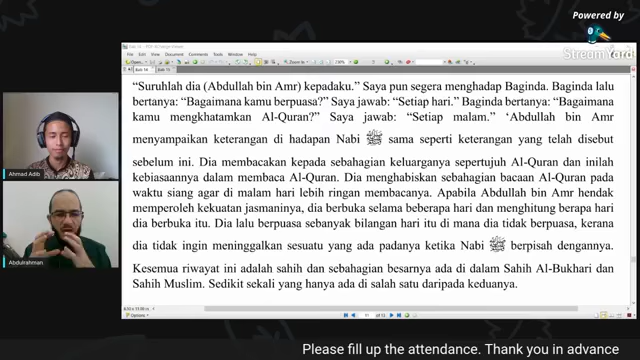 Powered by
StreamYard
File Edit View Document Comments Tools Window Help
"Suruhlah dia (Abdullah bin Amr) kepadaku." Saya pun segera menghadap Baginda. Baginda lalu
bertanya: "Bagaimana kamu berpuasa?" Saya jawab: "Setiap hari." Baginda bertanya: "Bagaimana
kamu mengkhatamkan Al-Quran?" Saya jawab: "Setiap malam." 'Abdullah bin Amr
menyampaikan keterangan di hadapan Nabi ﷺ sama seperti keterangan yang telah disebut
sebelum ini. Dia membacakan kepada sebahagian keluarganya sepertujuh Al-Quran dan inilah
kebiasaannya dalam membaca Al-Quran. Dia menghabiskan sebahagian bacaan Al-Quran pada
waktu siang agar di malam hari lebih ringan membacanya. Apabila Abdullah bin Amr hendak
memperoleh kekuatan jasmaninya, dia berbuka selama beberapa hari dan menghitung berapa hari
dia berbuka itu. Dia lalu berpuasa sebanyak bilangan hari itu di mana dia tidak berpuasa, kerana
dia tidak ingin meninggalkan sesuatu yang ada padanya ketika Nabi ﷺ berpisah dengannya.
Kesemua riwayat ini adalah sahih dan sebahagian besarnya ada di dalam Sahih Al-Bukhari dan
Sahih Muslim. Sedikit sekali yang hanya ada di salah satu daripada keduanya.
Ahmad Adib
Abdulrahman
Please fill up the attendance. Thank you in advance